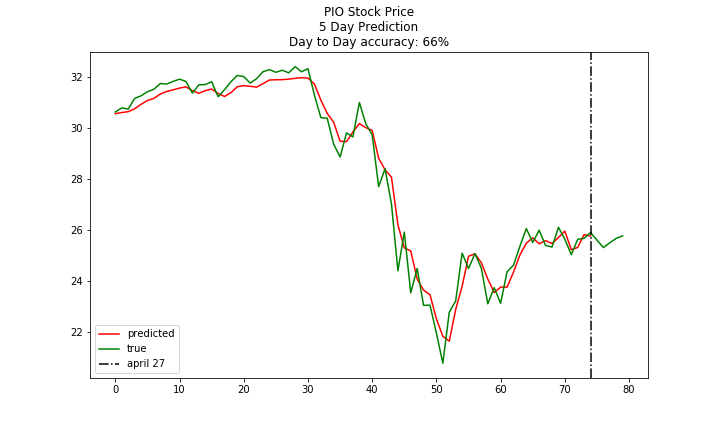 PIO Stock Price
5 Day Prediction
Day to Day accuracy: 66%
32
30
28
26
24
22
predicted
true
april 27
0 10 20 30 40 50 60 70 80